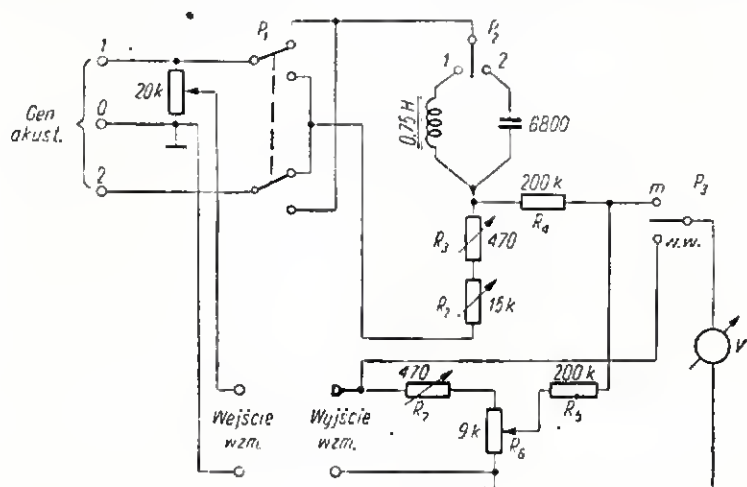 P₁
P₂
1
1
2
20k
0
Gen
akust.
0,75 H
6800
2
200 k
R₄
m
P₃
n.w.
R₃
470
R₂
15 k
V
470
R₇
200 k
R₅
Wejście
wzm.
Wyjście
wzm.
9 k
R₆